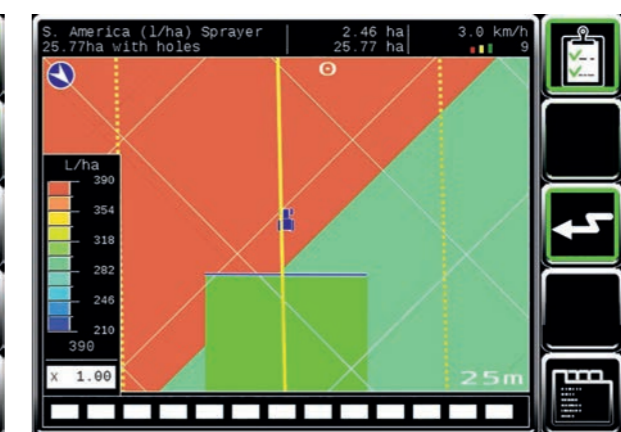 S. America (l/ha) Sprayer 2.46 ha 3.0 km/h
25.77ha with holes 25.77 ha 9
L/ha
390
354
318
282
246
210
390
x 1.00
25m